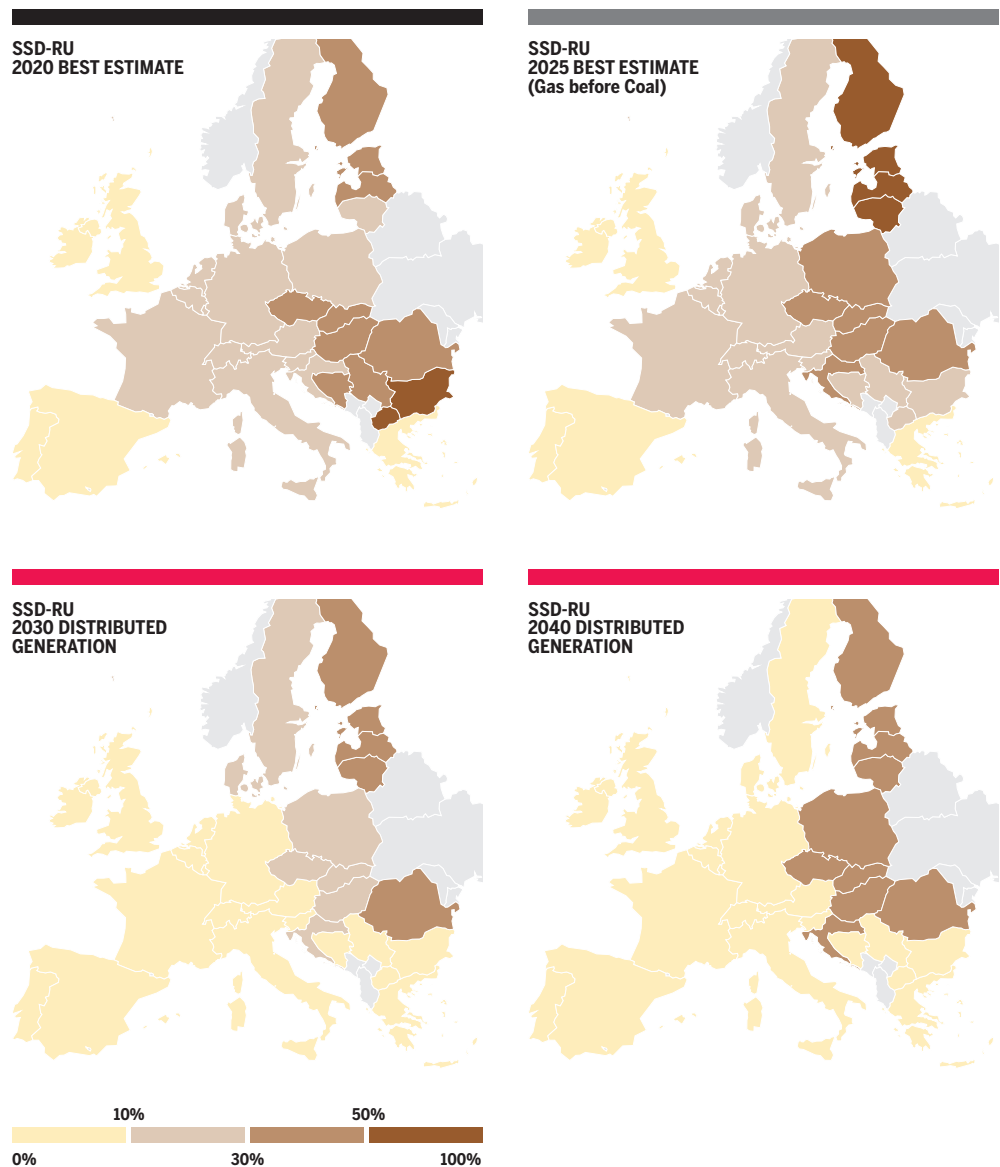 SSD-RU
2020 BEST ESTIMATE
SSD-RU
2025 BEST ESTIMATE
(Gas before Coal)
SSD-RU
2030 DISTRIBUTED
GENERATION
SSD-RU
2040 DISTRIBUTED
GENERATION
10% 50%
0% 30% 100%